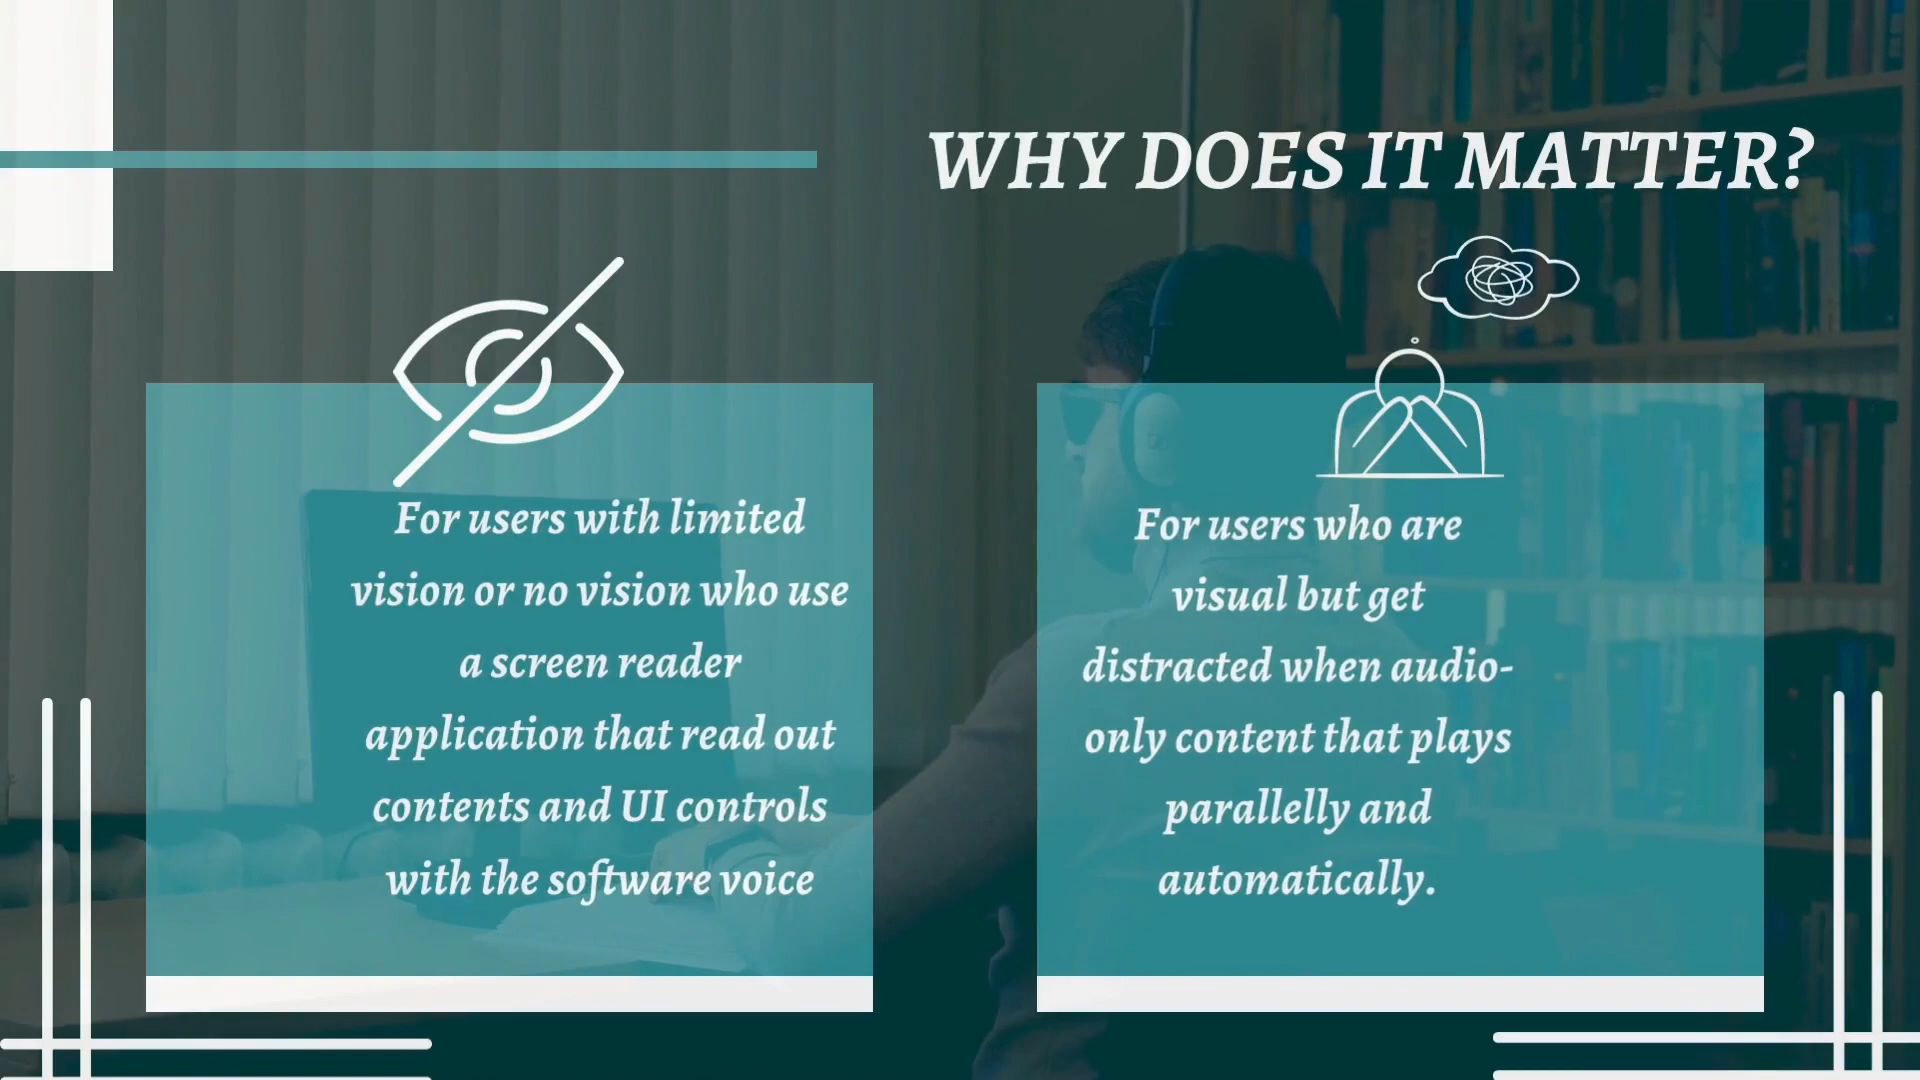 WHY DOES IT MATTER?
For users with limited
vision or no vision who use
a screen reader
application that read out
contents and UI controls
with the software voice
For users who are
visual but get
distracted when audio-
only content that plays
parallelly and
automatically.